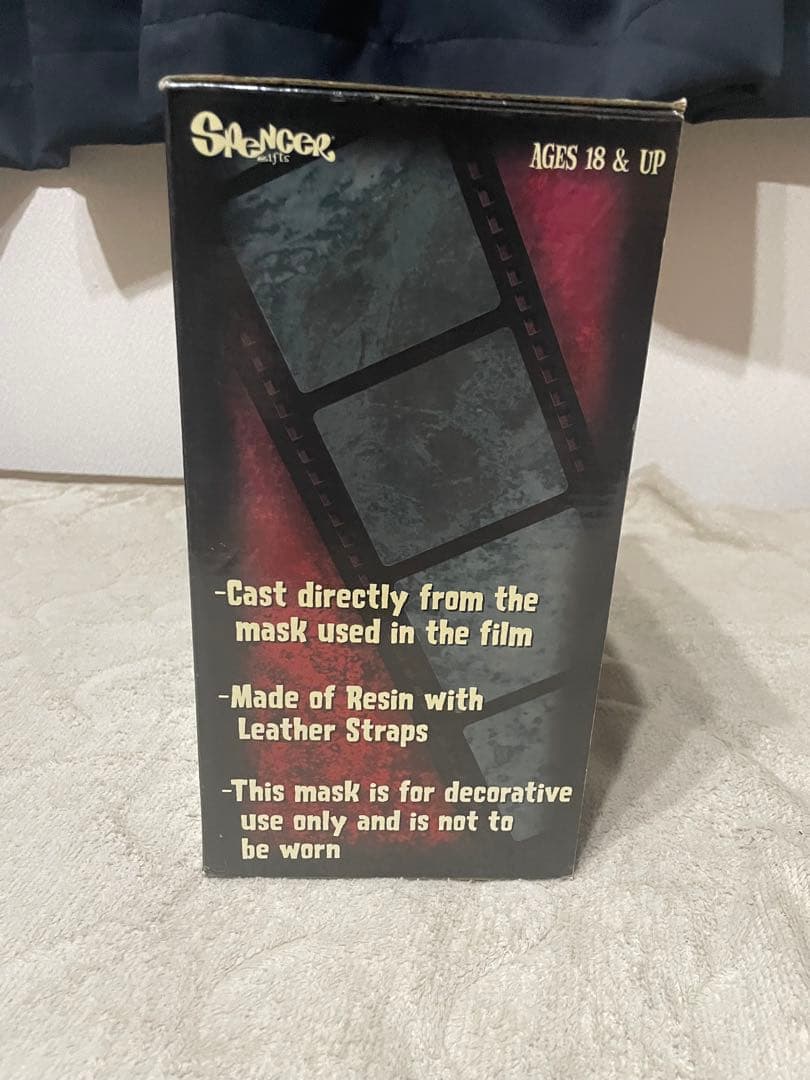 SPENCER
gifts
AGES 18 & UP
-Cast directly from the
mask used in the film
-Made of Resin with
Leather Straps
-This mask is for decorative
use only and is not to
be worn